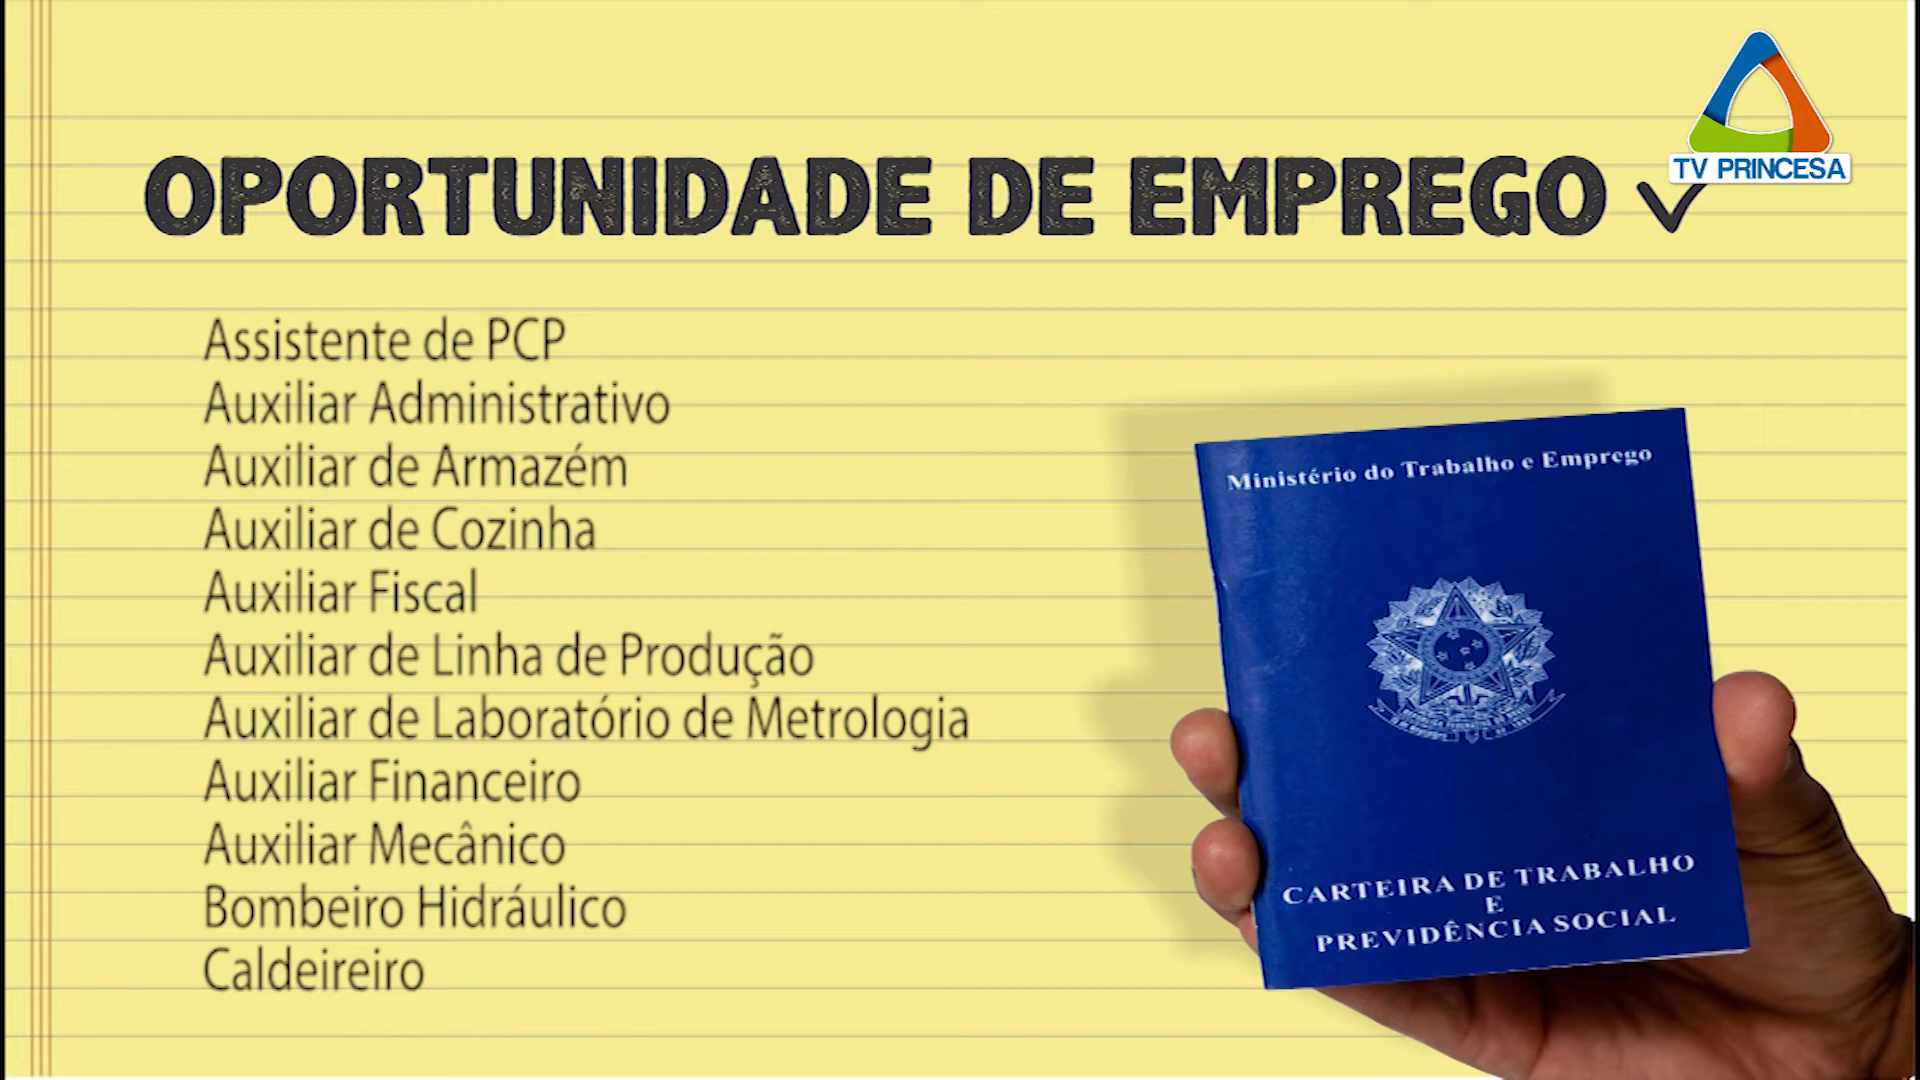 TV PRINCESA
OPORTUNIDADE DE EMPREGO
Assistente de PCP
Auxiliar Administrativo
Auxiliar de Armazém
Auxiliar de Cozinha
Auxiliar Fiscal
Auxiliar de Linha de Produção
Auxiliar de Laboratório de Metrologia
Auxiliar Financeiro
Auxiliar Mecânico
Bombeiro Hidráulico
Caldeireiro
Ministério do Trabalho e Emprego
CARTEIRA DE TRABALHO
E
PREVIDÊNCIA SOCIAL